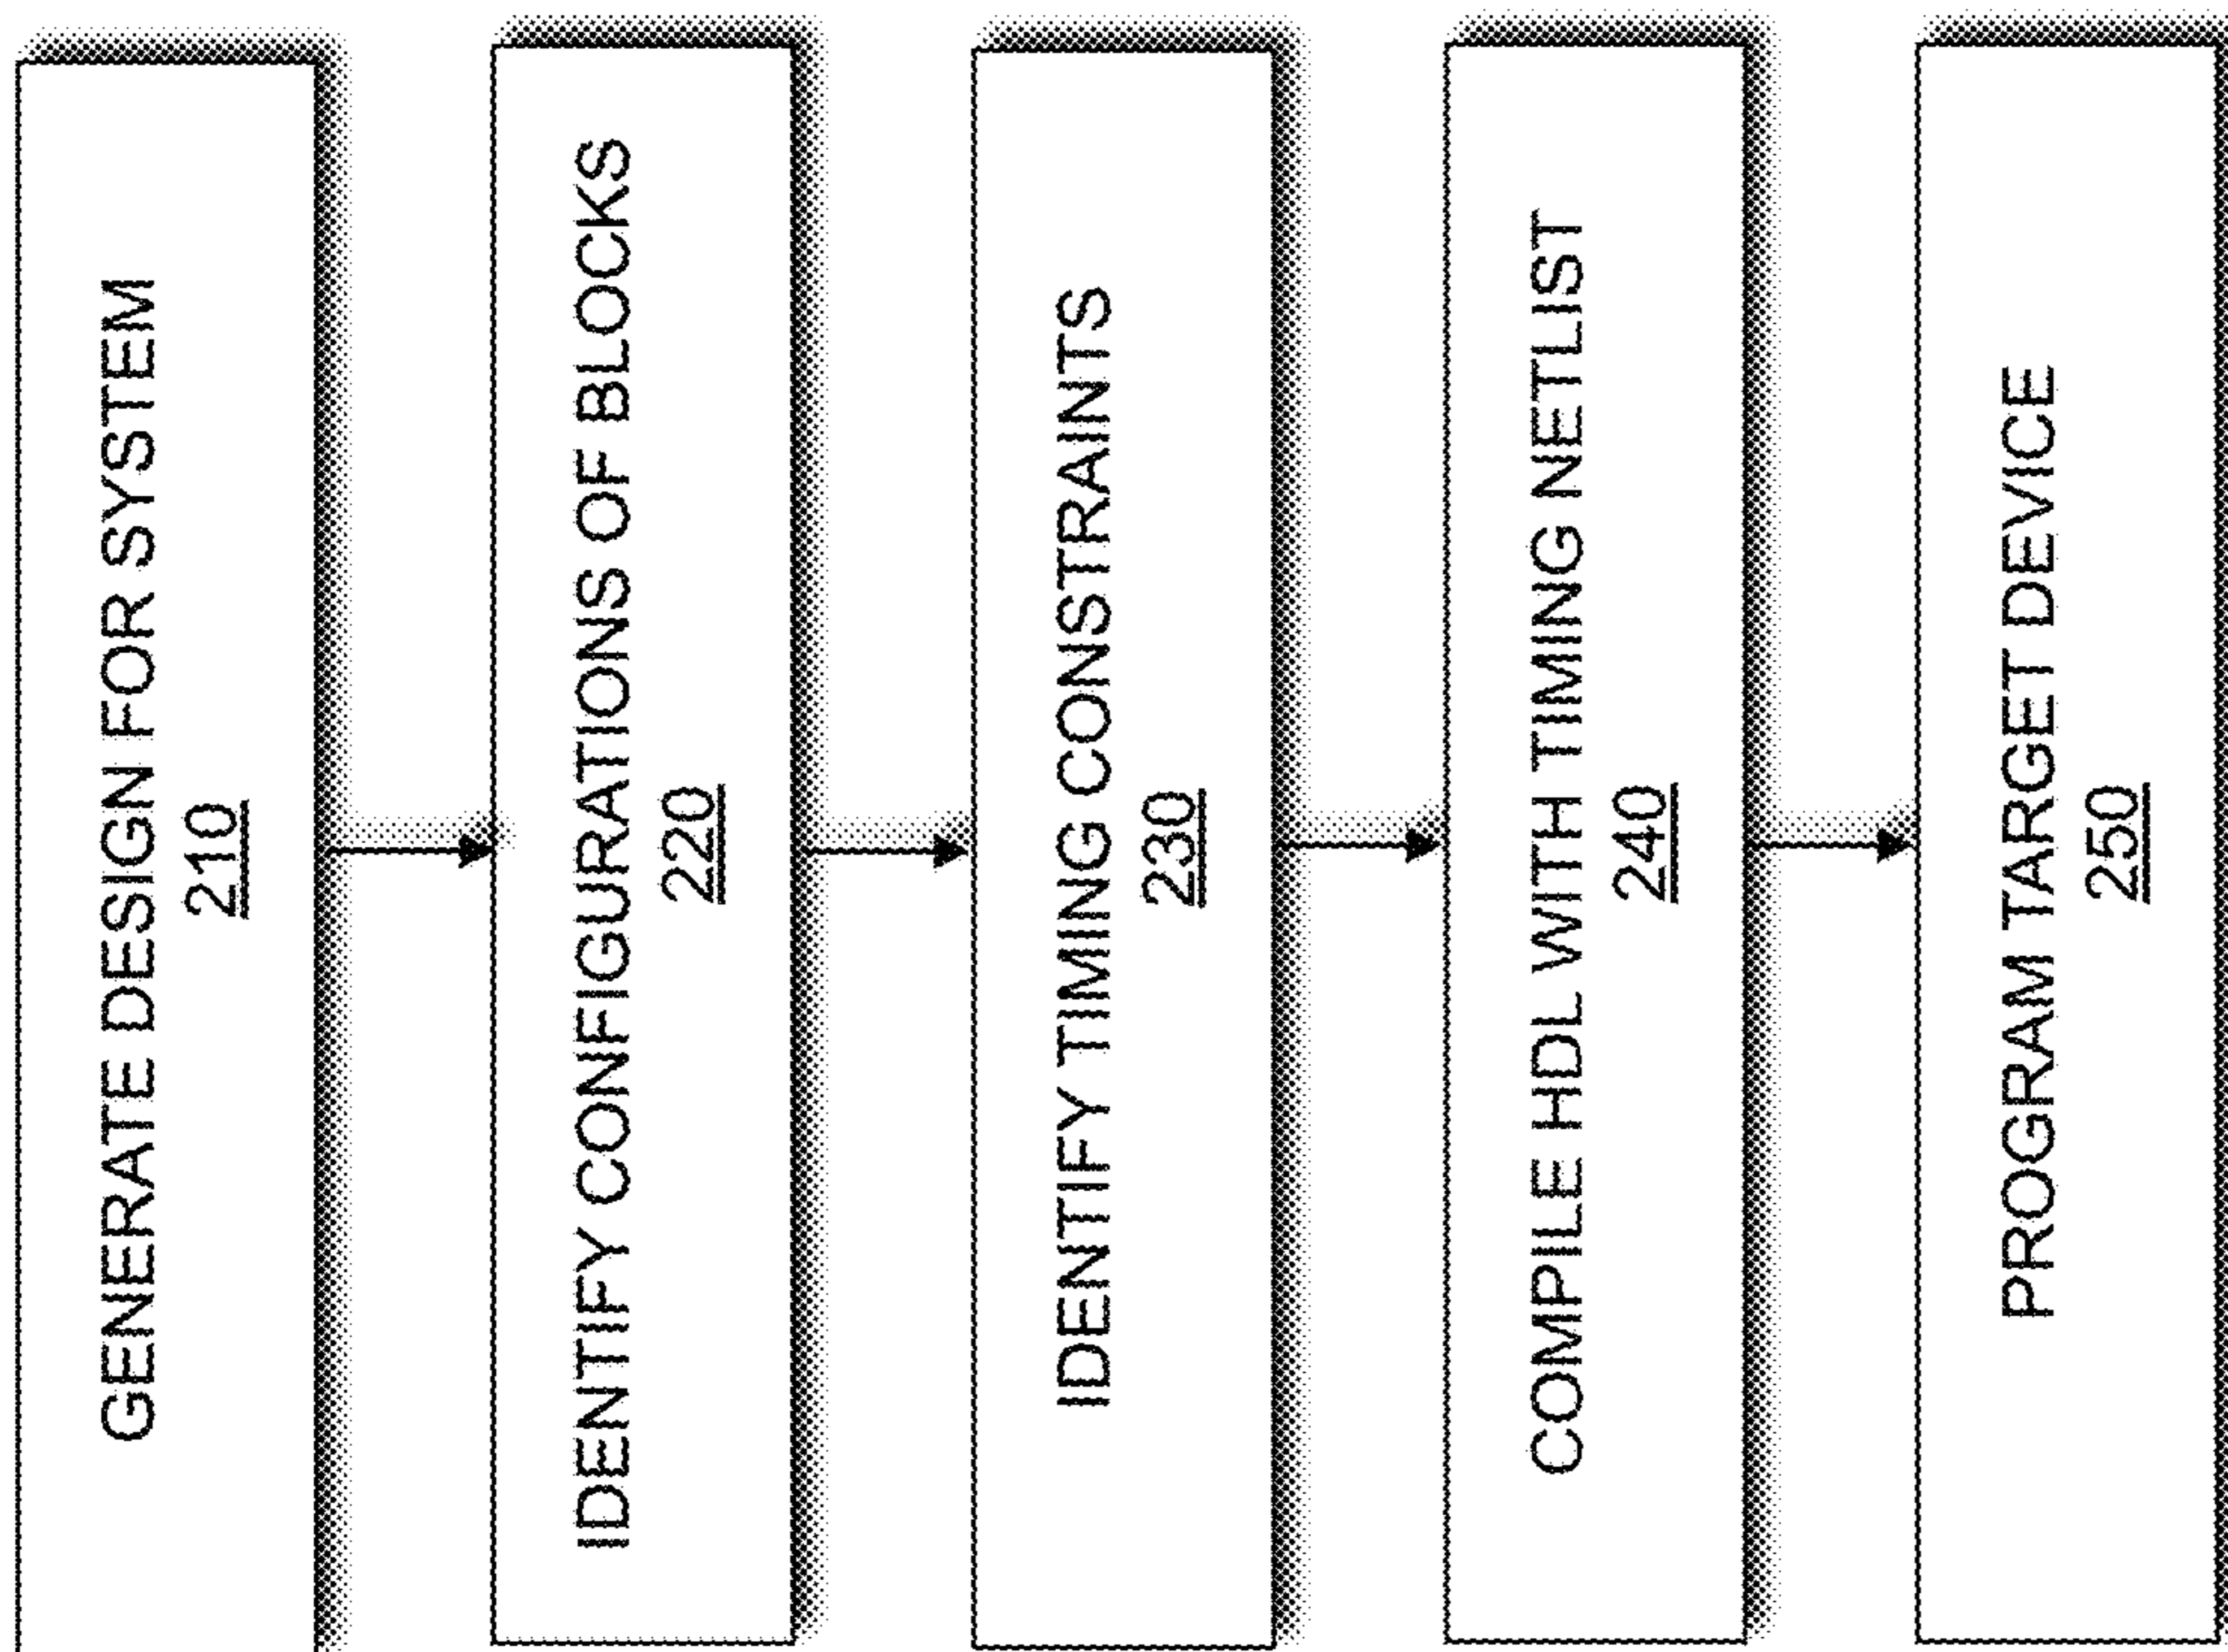 GENERATE DESIGN FOR SYSTEM
210
IDENTIFY CONFIGURATIONS OF BLOCKS
220
IDENTIFY TIMING CONSTRAINTS
230
COMPILE HDL WITH TIMING NETLIST
240
PROGRAM TARGET DEVICE
250